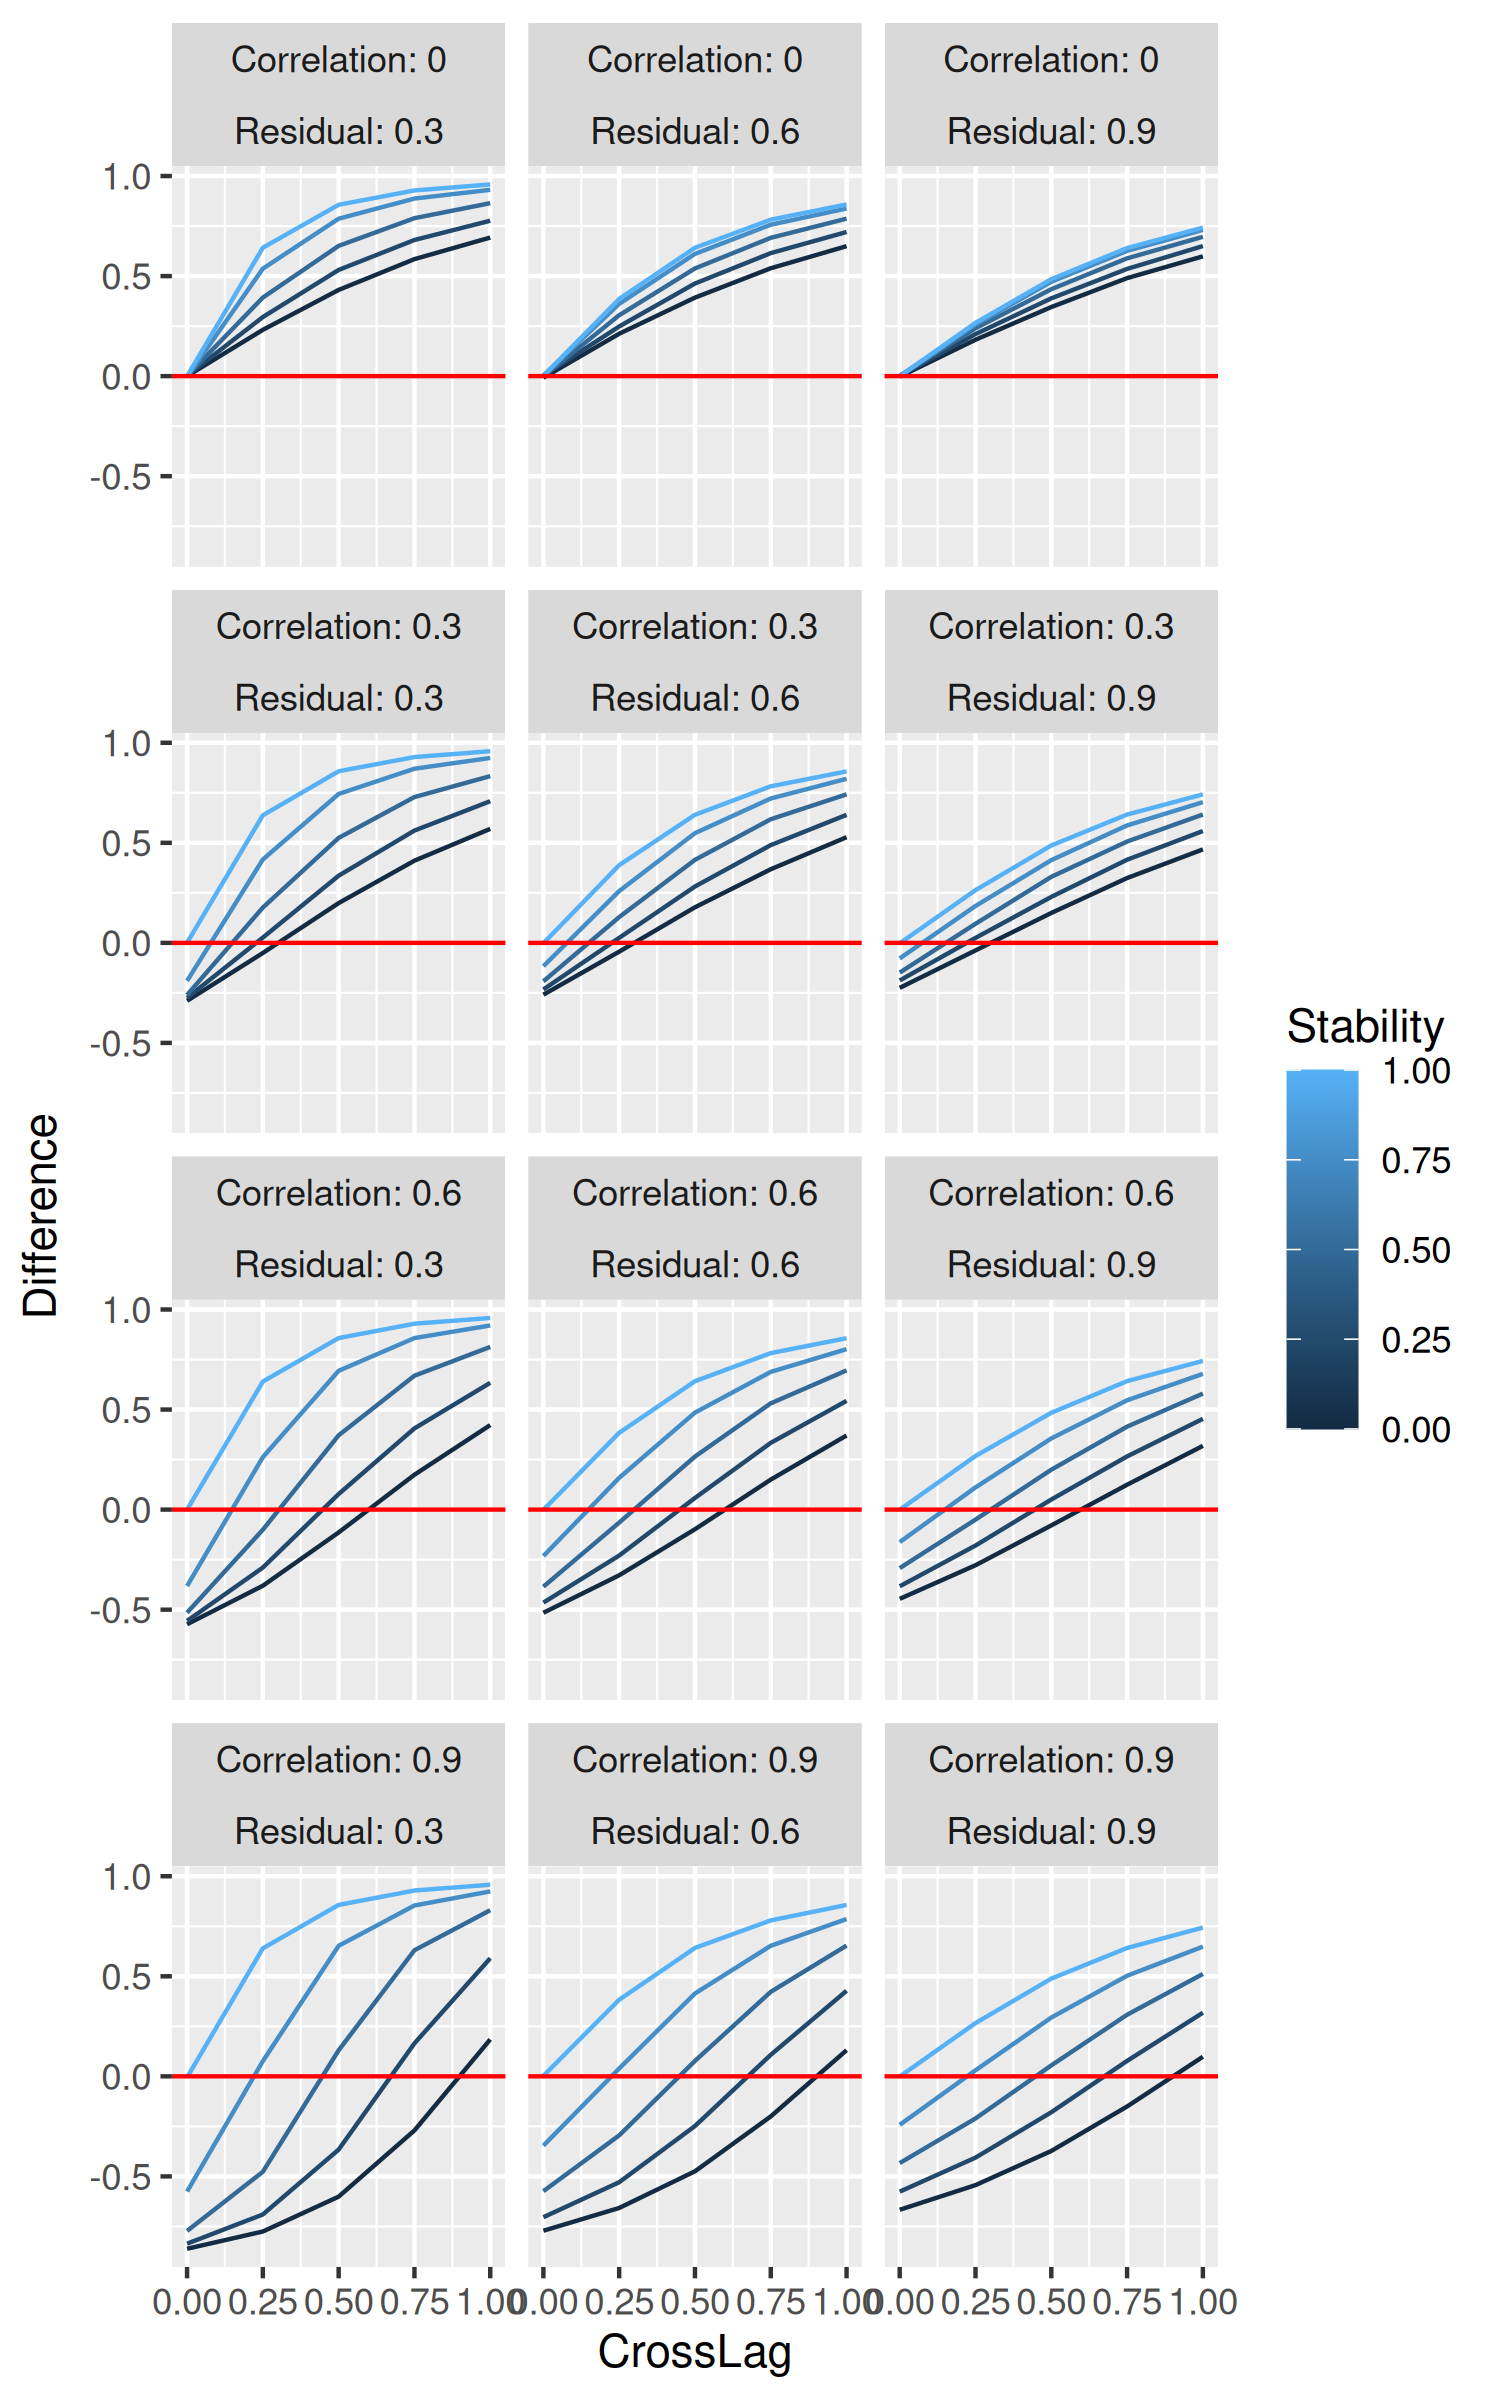 Correlation: 0
Residual: 0.3
Correlation: 0
Residual: 0.6
Correlation: 0
Residual: 0.9
1.0
0.5
0.0
-0.5
Correlation: 0.3
Residual: 0.3
Correlation: 0.3
Residual: 0.6
Correlation: 0.3
Residual: 0.9
1.0
0.5
0.0
-0.5
Correlation: 0.6
Residual: 0.3
Correlation: 0.6
Residual: 0.6
Correlation: 0.6
Residual: 0.9
1.0
0.5
0.0
-0.5
Correlation: 0.9
Residual: 0.3
Correlation: 0.9
Residual: 0.6
Correlation: 0.9
Residual: 0.9
1.0
0.5
0.0
-0.5
0.00 0.25 0.50 0.75 1.00
0.00 0.25 0.50 0.75 1.00
0.00 0.25 0.50 0.75 1.00
CrossLag
Difference
Stability
1.00
0.75
0.50
0.25
0.00